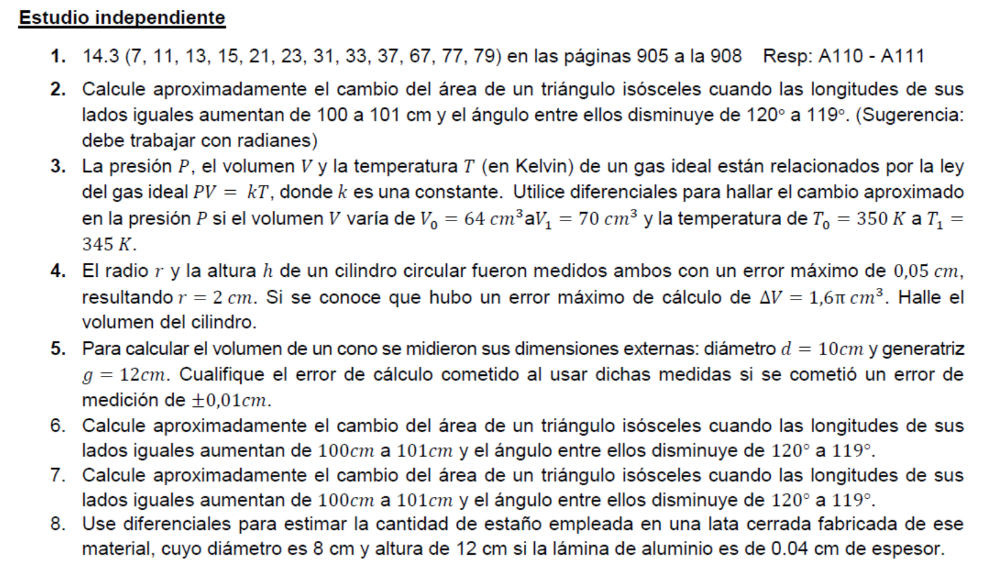 Estudio independiente
1. 14.3 (7, 11, 13, 15, 21, 23, 31, 33, 37, 67, 77, 79) en las páginas 905 a la 908 Resp: A110 - A111
2. Calcule aproximadamente el cambio del área de un triángulo isósceles cuando las longitudes de sus
lados iguales aumentan de 100 a 101 cm y el ángulo entre ellos disminuye de 120° a 119°. (Sugerencia:
debe trabajar con radianes)
3. La presión P, el volumen V y la temperatura T (en Kelvin) de un gas ideal están relacionados por la ley
del gas ideal PV = kT, donde k es una constante. Utilice diferenciales para hallar el cambio aproximado
en la presión P si el volumen V varía de V₀ = 64 cm³aV₁ = 70 cm³ y la temperatura de T₀ = 350 K a T₁ =
345 K.
4. El radio r y la altura h de un cilindro circular fueron medidos ambos con un error máximo de 0,05 cm,
resultando r = 2 cm. Si se conoce que hubo un error máximo de cálculo de ΔV = 1,6π cm³. Halle el
volumen del cilindro.
5. Para calcular el volumen de un cono se midieron sus dimensiones externas: diámetro d = 10cm y generatriz
g = 12cm. Cualifique el error de cálculo cometido al usar dichas medidas si se cometió un error de
medición de ±0,01cm.
6. Calcule aproximadamente el cambio del área de un triángulo isósceles cuando las longitudes de sus
lados iguales aumentan de 100cm a 101cm y el ángulo entre ellos disminuye de 120° a 119°.
7. Calcule aproximadamente el cambio del área de un triángulo isósceles cuando las longitudes de sus
lados iguales aumentan de 100cm a 101cm y el ángulo entre ellos disminuye de 120° a 119°.
8. Use diferenciales para estimar la cantidad de estaño empleada en una lata cerrada fabricada de ese
material, cuyo diámetro es 8 cm y altura de 12 cm si la lámina de aluminio es de 0.04 cm de espesor.